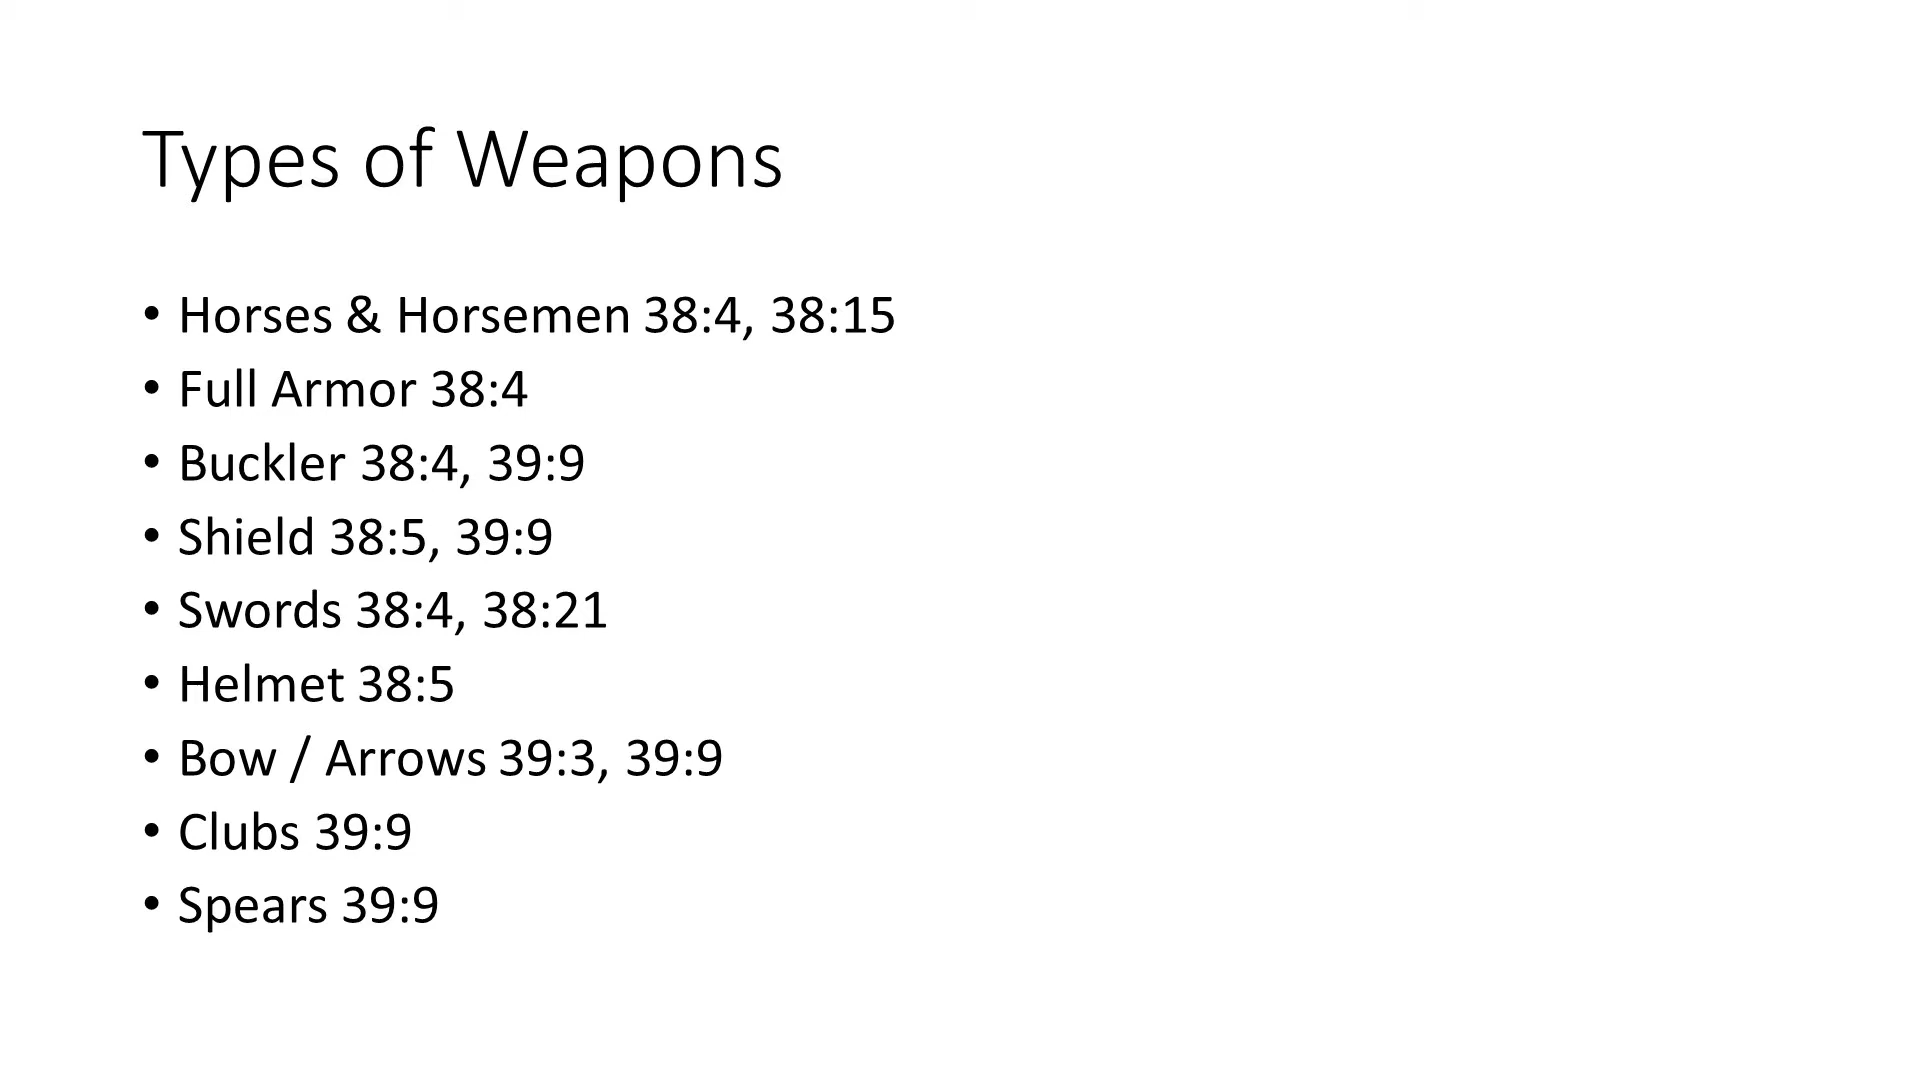 Types of Weapons
• Horses & Horsemen 38:4, 38:15
• Full Armor 38:4
• Buckler 38:4, 39:9
• Shield 38:5, 39:9
• Swords 38:4, 38:21
• Helmet 38:5
• Bow / Arrows 39:3, 39:9
• Clubs 39:9
• Spears 39:9